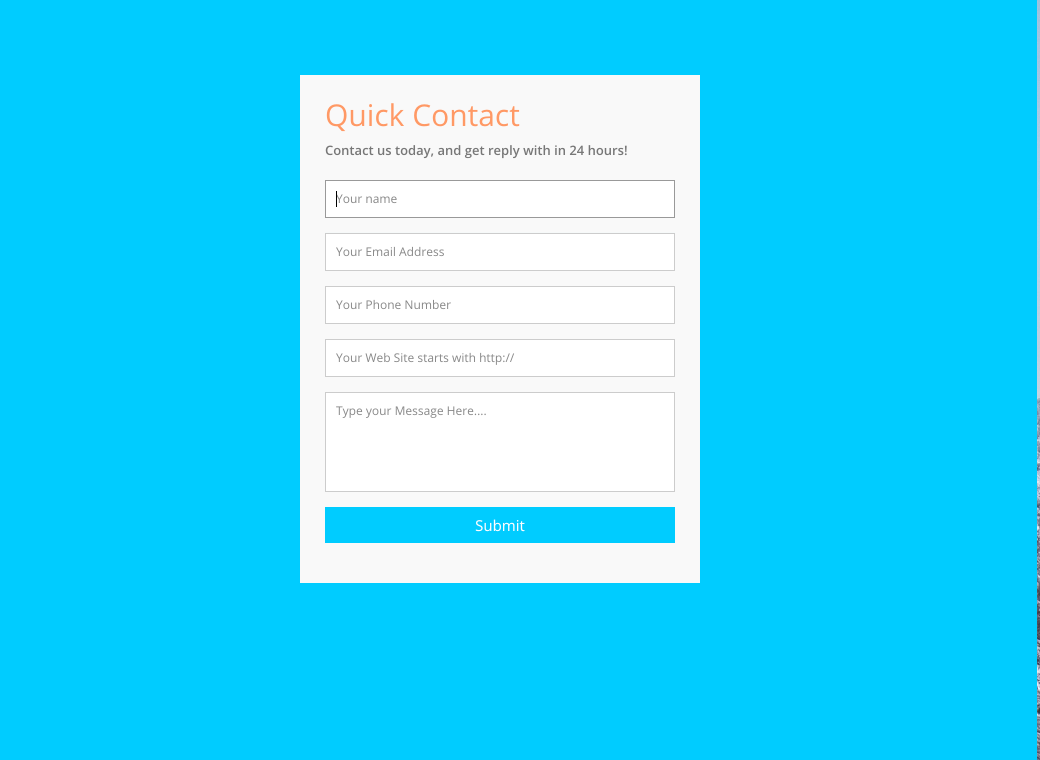 Quick Contact
Contact us today, and get reply with in 24 hours!
Your name
Your Email Address
Your Phone Number
Your Web Site starts with http://
Type your Message Here....
Submit